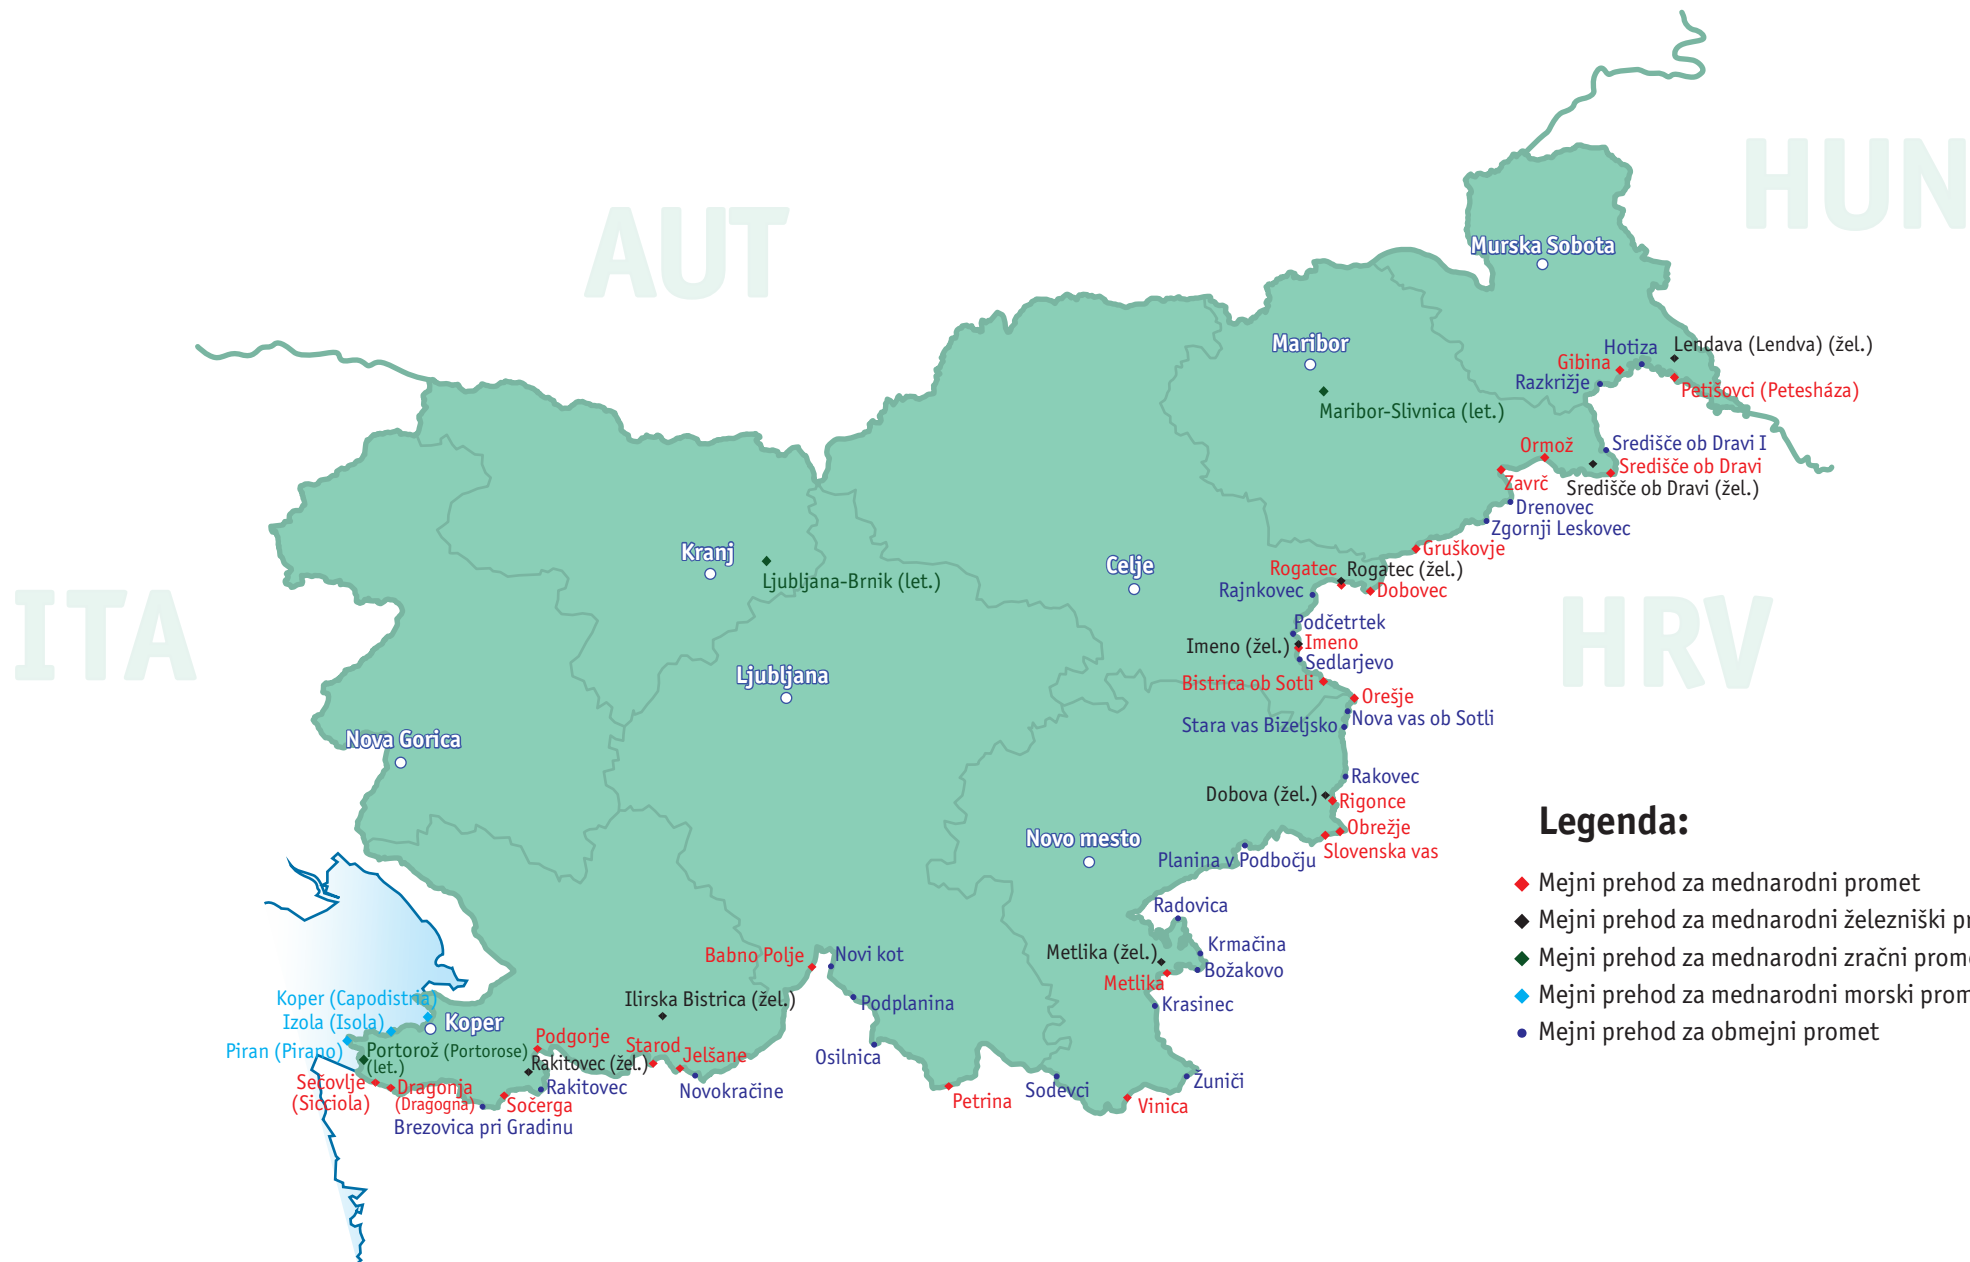 AUT
HUN
ITA
HRV
Murska Sobota
Maribor
Maribor-Slivnica (let.)
Hotiza
Lendava (Lendva) (žel.)
Gibina
Razkrižje
Petišovci (Petesháza)
Ormož
Središče ob Dravi I
Središče ob Dravi
Središče ob Dravi (žel.)
Zavrč
Drenovec
Zgornji Leskovec
Gruškovje
Rogatec
Rogatec (žel.)
Dobovec
Rajnkovec
Podčetrtek
Imeno (žel.)
Imeno
Sedlarjevo
Bistrica ob Sotli
Orešje
Nova vas ob Sotli
Stara vas Bizeljsko
Rakovec
Dobova (žel.)
Rigonce
Obrežje
Slovenska vas
Planina v Podbočju
Kranj
Ljubljana-Brnik (let.)
Celje
Ljubljana
Nova Gorica
Novo mesto
Radovica
Krmačina
Metlika (žel.)
Božakovo
Metlika
Krasinec
Žuniči
Vinica
Sodevci
Petrina
Osilnica
Podplanina
Novi kot
Babno Polje
Ilirska Bistrica (žel.)
Starod
Jelšane
Novokračine
Podgorje
Rakitovec (žel.)
Rakitovec
Sočerga
Brezovica pri Gradinu
Koper (Capodistria)
Izola (Isola)
Koper
Piran (Pirano)
Portorož (Portorose)
(let.)
Sečovlje
(Sicciola)
Dragonja
(Dragogna)
Legenda:
Mejni prehod za mednarodni promet
Mejni prehod za mednarodni železniški pr
Mejni prehod za mednarodni zračni prom
Mejni prehod za mednarodni morski prom
Mejni prehod za obmejni promet